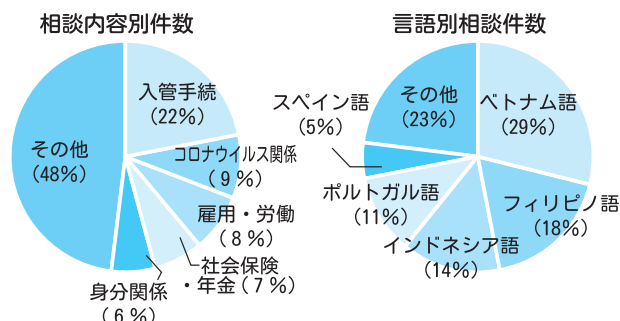 相談内容別件数
入管手続
(22%)
コロナウイルス関係
(9%)
雇用・労働
(8%)
社会保険
・年金(7%)
身分関係
(6%)
その他
(48%)
言語別相談件数
ベトナム語
(29%)
フィリピノ語
(18%)
インドネシア語
(14%)
ポルトガル語
(11%)
スペイン語
(5%)
その他
(23%)